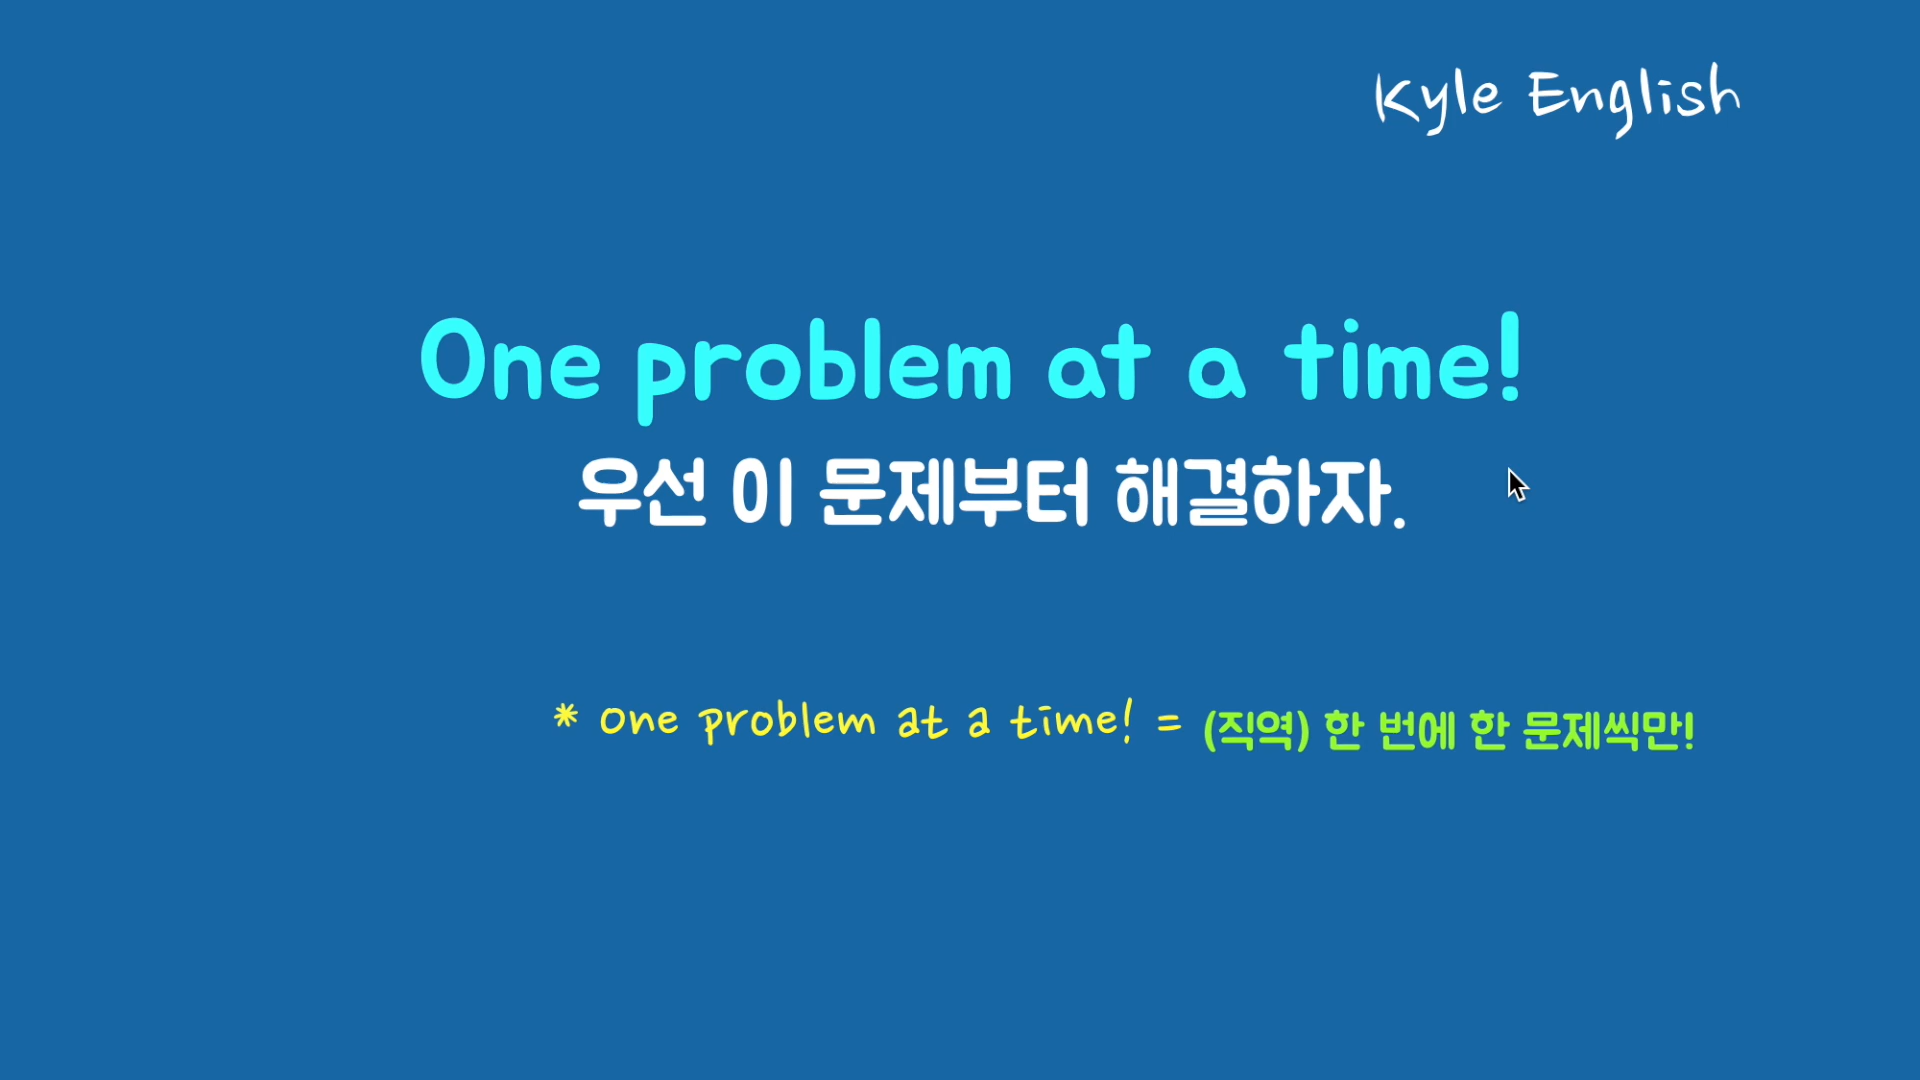 Kyle English
One problem at a time!
우선 이 문제부터 해결하자.
* One problem at a time! = (직역) 한 번에 한 문제씩만!